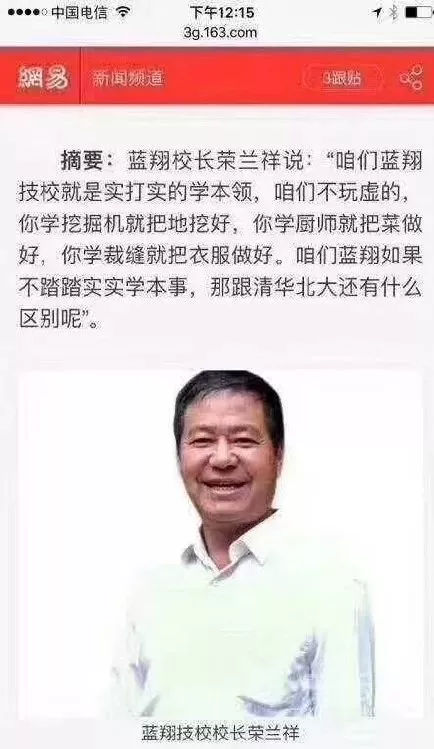 中国电信
下午12:15
3g.163.com
網易
新闻频道
3跟贴
摘要：蓝翔校长荣兰祥说：“咱们蓝翔
技校就是实打实的学本领，咱们不玩虚的，
你学挖掘机就把地挖好，你学厨师就把菜做
好，你学裁缝就把衣服做好。咱们蓝翔如果
不踏踏实实学本事，那跟清华北大还有什么
区别呢”。
蓝翔技校校长荣兰祥